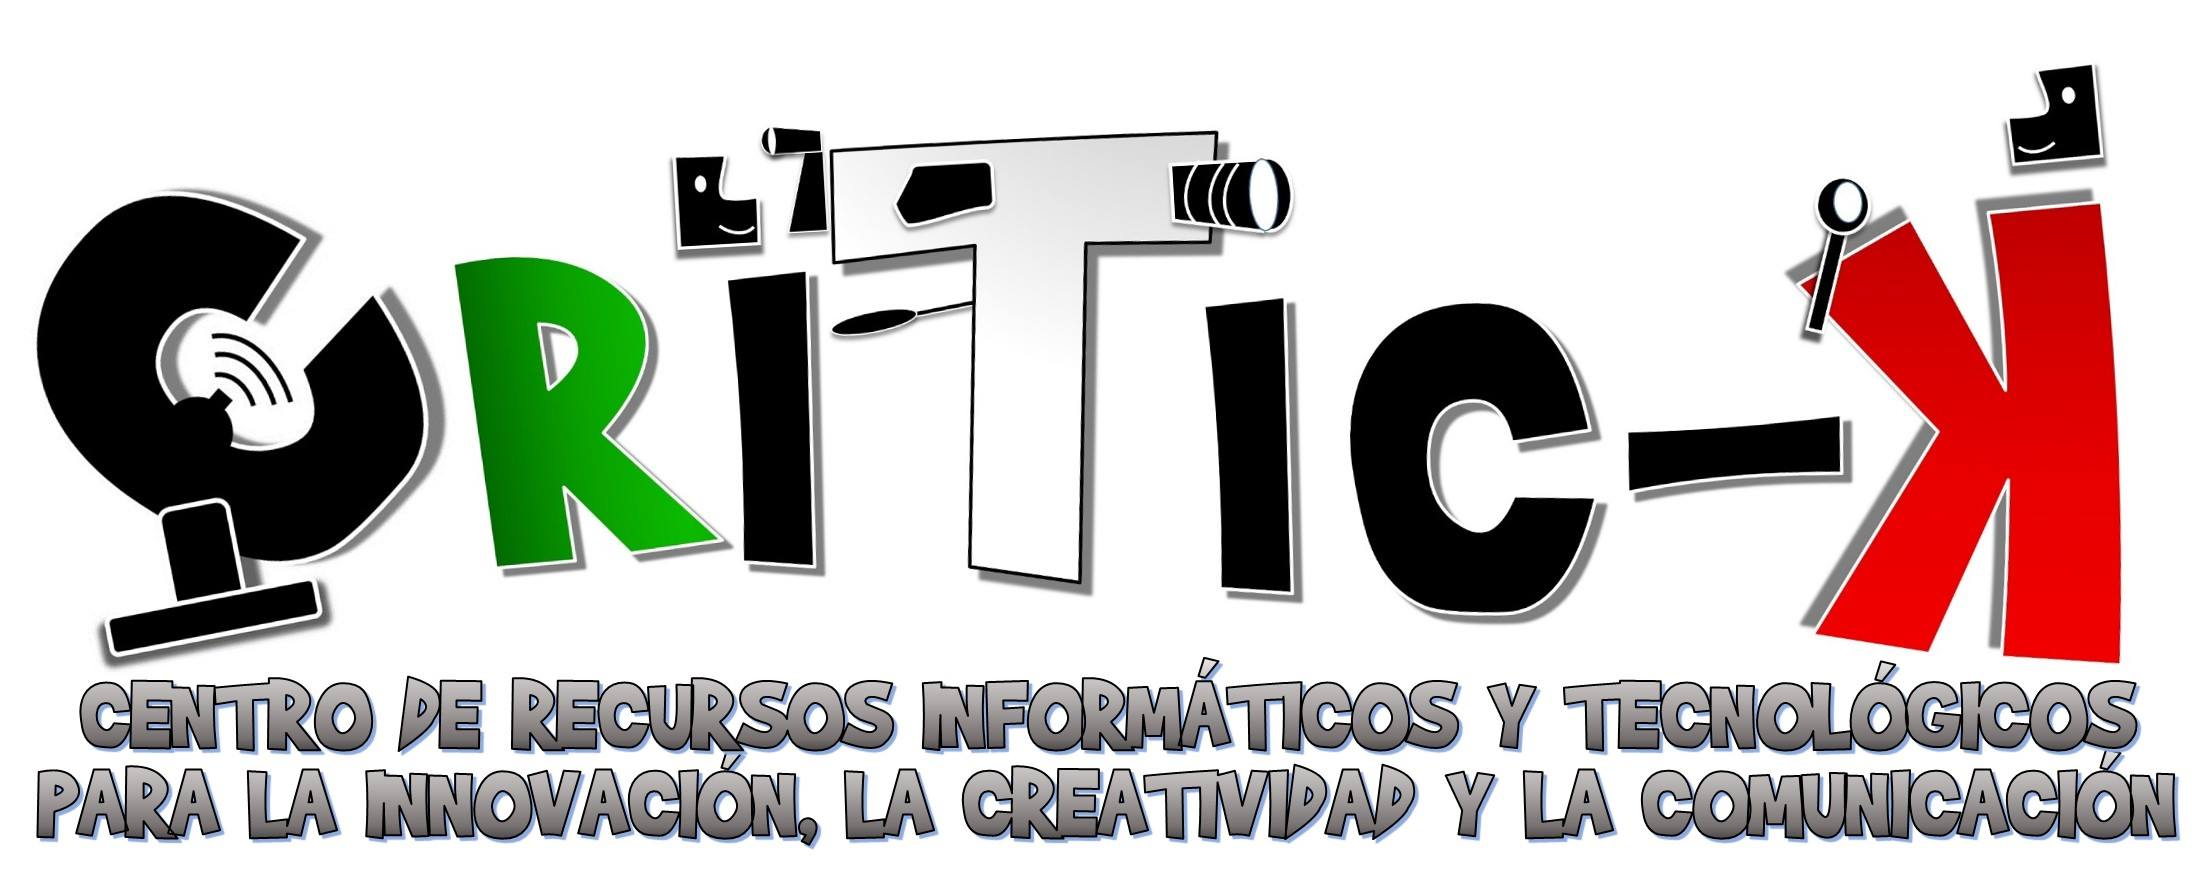 CRITIC-K
CENTRO DE RECURSOS INFORMÁTICOS Y TECNOLÓGICOS
PARA LA INNOVACIÓN, LA CREATIVIDAD Y LA COMUNICACIÓN